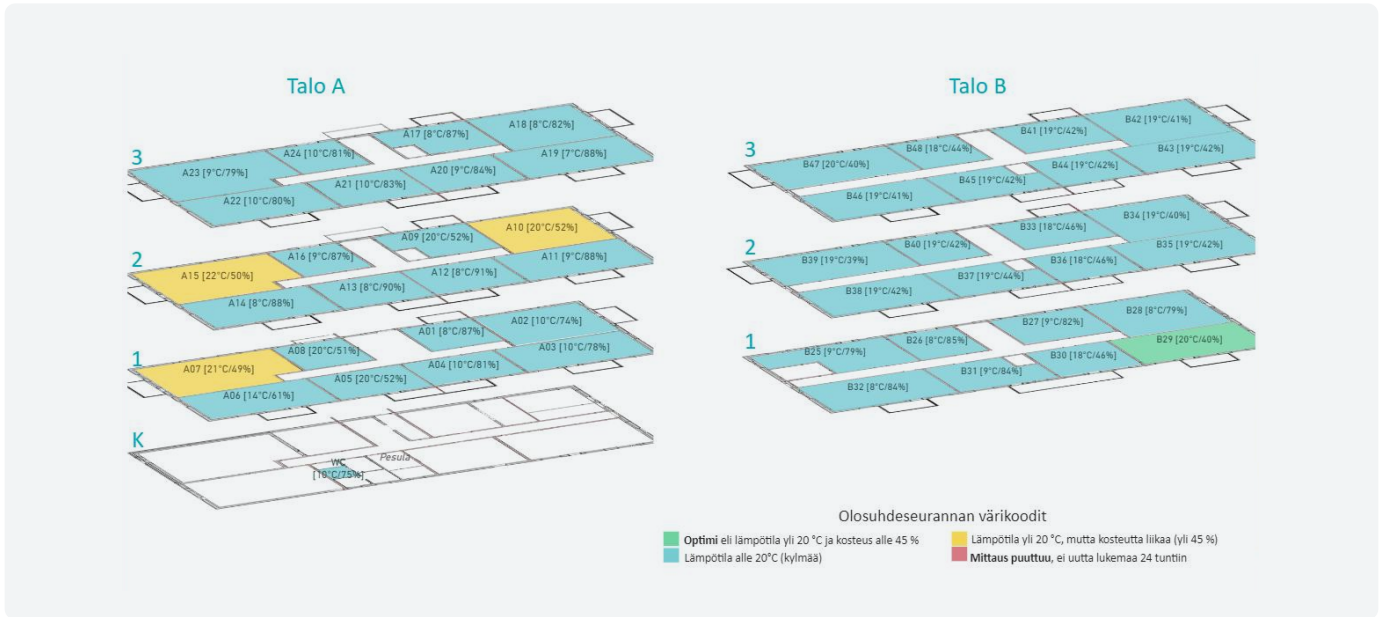 Talo A
3
A18 [8°C/82%]
A17 [8°C/87%]
A24 [10°C/81%]
A19 [7°C/88%]
A23 [9°C/79%]
A20 [9°C/84%]
A21 [10°C/83%]
A22 [10°C/80%]
2
A10 [20°C/52%]
A09 [20°C/52%]
A16 [9°C/87%]
A11 [9°C/88%]
A15 [22°C/50%]
A12 [8°C/91%]
A13 [8°C/90%]
A14 [8°C/88%]
1
A02 [10°C/74%]
A01 [8°C/87%]
A08 [20°C/51%]
A03 [10°C/78%]
A07 [21°C/49%]
A04 [10°C/81%]
A05 [20°C/52%]
A06 [14°C/61%]
K
Pesula
WC
[10°C/75%]
Talo B
3
B42 [19°C/41%]
B41 [19°C/42%]
B48 [18°C/44%]
B43 [19°C/42%]
B47 [20°C/40%]
B44 [19°C/42%]
B45 [19°C/42%]
B46 [19°C/41%]
2
B34 [19°C/40%]
B33 [18°C/46%]
B40 [19°C/42%]
B35 [19°C/42%]
B39 [19°C/39%]
B36 [18°C/46%]
B37 [19°C/44%]
B38 [19°C/42%]
1
B28 [8°C/79%]
B27 [9°C/82%]
B26 [8°C/85%]
B29 [20°C/40%]
B25 [9°C/79%]
B30 [18°C/46%]
B31 [9°C/84%]
B32 [8°C/84%]
Olosuhdeseurannan värikoodit
Optimi eli lämpötila yli 20 °C ja kosteus alle 45 %
Lämpötila alle 20°C (kylmää)
Lämpötila yli 20 °C, mutta kosteutta liikaa (yli 45 %)
Mittaus puuttuu, ei uutta lukemaa 24 tuntiin